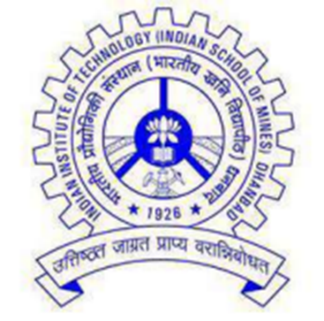 INDIAN INSTITUTE OF TECHNOLOGY (INDIAN SCHOOL OF MINES) DHANBAD
भारतीय प्रौद्योगिकी संस्थान (भारतीय खनि विद्यापीठ) धनबाद
★ 1926 ★
उत्तिष्ठत जाग्रत प्राप्य वरान्निबोधत